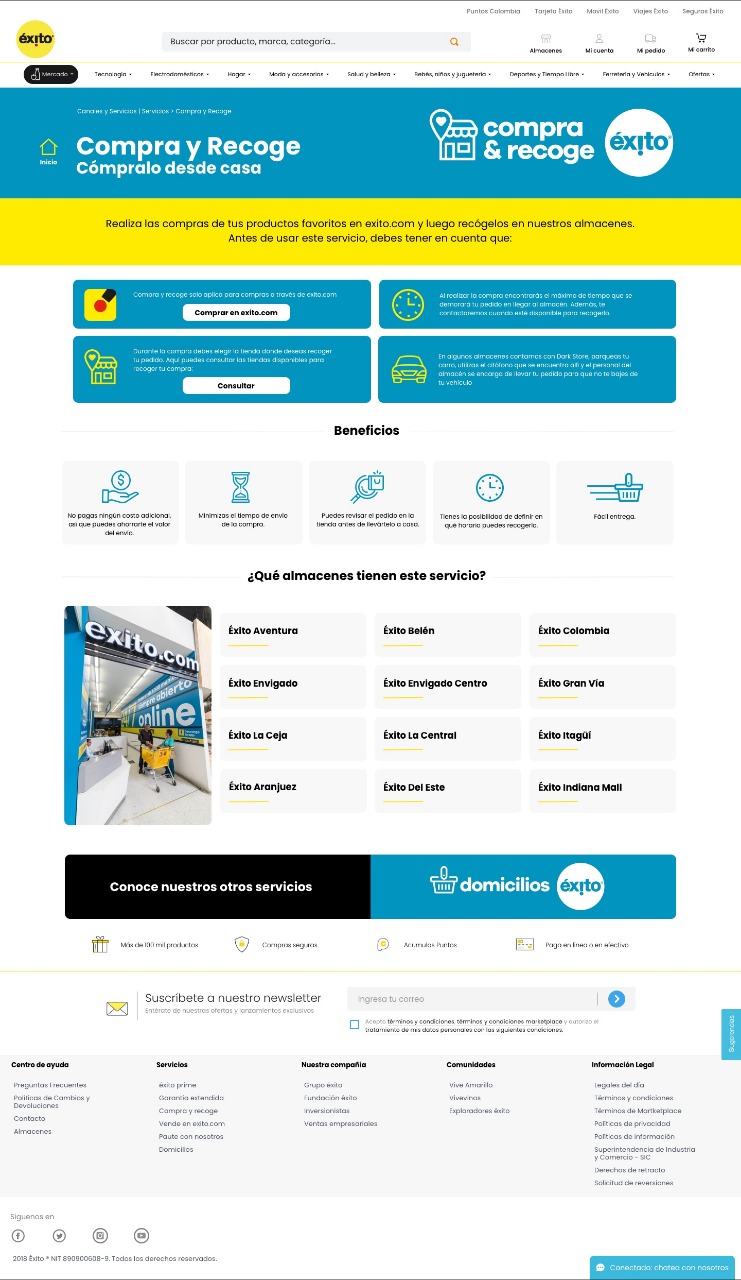 Puntos Colombia Tarjeta Éxito Movil Éxito Viajes Éxito Seguros Éxito
éxito
Buscar por producto, marca, categoría...
Almacenes Mi cuenta Mi pedido Mi carrito
Mercado Tecnología Electrodomésticos Hogar Moda y accesorios Salud y belleza Bebés, niños y juguetería Deportes y Tiempo Libre Ferretería y Vehículos Ofertas
Canales y Servicios | Servicios > Compra y Recoge
Inicio
Compra y Recoge
Cómpralo desde casa
compra
& recoge
éxito
Realiza las compras de tus productos favoritos en exito.com y luego recógelos en nuestros almacenes.
Antes de usar este servicio, debes tener en cuenta que:
Compra y recoge solo aplica para compras a través de exito.com
Comprar en exito.com
Al realizar la compra encontrarás el máximo de tiempo que se
demorará tu pedido en llegar al almacén. Además, te
contactaremos cuando esté disponible para recogerlo.
Durante la compra debes elegir la tienda donde deseas recoger
tu pedido. Aquí puedes consultar las tiendas disponibles para
recoger tu compra:
Consultar
En algunos almacenes contamos con Dark Store, parqueas tu
carro, utilizas el citófono que se encuentra allí y el personal del
almacén se encarga de llevar tu pedido para que no te bajes de
tu vehículo
Beneficios
No pagas ningún costo adicional,
así que puedes ahorrarte el valor
del envío.
Minimizas el tiempo de envío
de la compra.
Puedes revisar el pedido en la
tienda antes de llevártelo a casa.
Tienes la posibilidad de definir en
qué horario puedes recogerlo.
Fácil entrega.
¿Qué almacenes tienen este servicio?
exito.com
siempre abierto
online
Éxito Aventura
Éxito Belén
Éxito Colombia
Éxito Envigado
Éxito Envigado Centro
Éxito Gran Vía
Éxito La Ceja
Éxito La Central
Éxito Itagüí
Éxito Aranjuez
Éxito Del Este
Éxito Indiana Mall
Conoce nuestros otros servicios
domicilios éxito
Más de 100 mil productos
Compras seguras
Acumulas Puntos
Paga en línea o en efectivo
Suscríbete a nuestro newsletter
Entérate de nuestras ofertas y lanzamientos exclusivos
Ingresa tu correo
Acepto términos y condiciones, términos y condiciones marketplace y autorizo el
tratamiento de mis datos personales con las siguientes condiciones.
Sugerencias
Centro de ayuda
Preguntas Frecuentes
Políticas de Cambios y
Devoluciones
Contacto
Almacenes
Servicios
éxito prime
Garantía extendida
Compra y recoge
Vende en exito.com
Paute con nosotros
Domicilios
Nuestra compañía
Grupo éxito
Fundación éxito
Inversionistas
Ventas empresariales
Comunidades
Vive Amarillo
Vivevinos
Exploradores éxito
Información Legal
Legales del día
Términos y condiciones
Términos de Martketplace
Políticas de privacidad
Políticas de información
Superintendencia de Industria
y Comercio - SIC
Derechos de retracto
Solicitud de reversiones
Síguenos en
2018 Éxito ® NIT 890900608-9. Todos los derechos reservados.
Conectado: chatea con nosotros